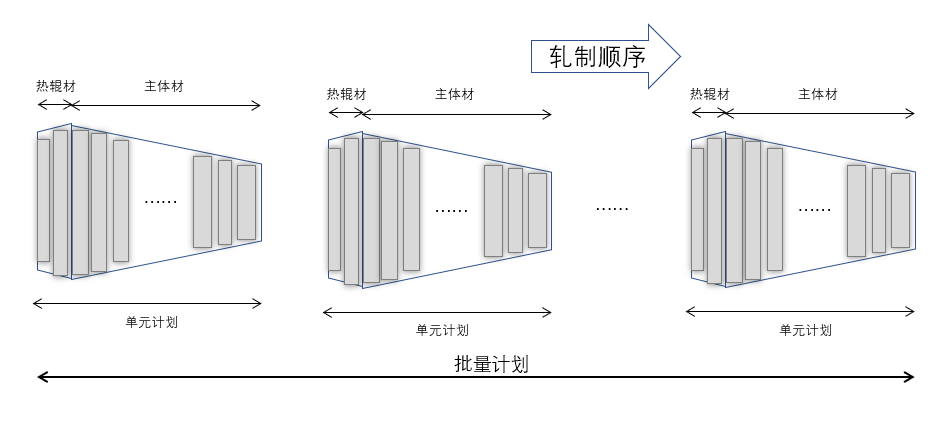 轧制顺序
热辊材
主体材
热辊材
主体材
热辊材
主体材
......
......
......
......
单元计划
单元计划
单元计划
批量计划